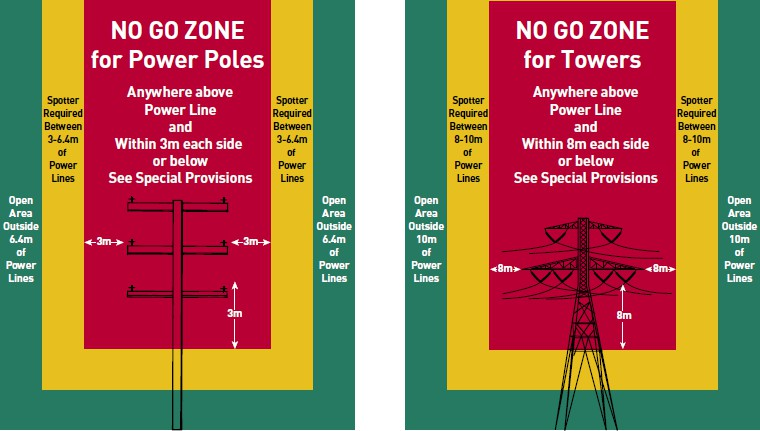 NO GO ZONE
for Power Poles
Anywhere above
Power Line
and
Within 3m each side
or below
See Special Provisions
Spotter
Required
Between
3-6.4m
of
Power
Lines
Spotter
Required
Between
3-6.4m
of
Power
Lines
Open
Area
Outside
6.4m
of
Power
Lines
Open
Area
Outside
6.4m
of
Power
Lines
3m
3m
3m
NO GO ZONE
for Towers
Anywhere above
Power Line
and
Within 8m each side
or below
See Special Provisions
Spotter
Required
Between
8-10m
of
Power
Lines
Spotter
Required
Between
8-10m
of
Power
Lines
Open
Area
Outside
10m
of
Power
Lines
Open
Area
Outside
10m
of
Power
Lines
8m
8m
8m